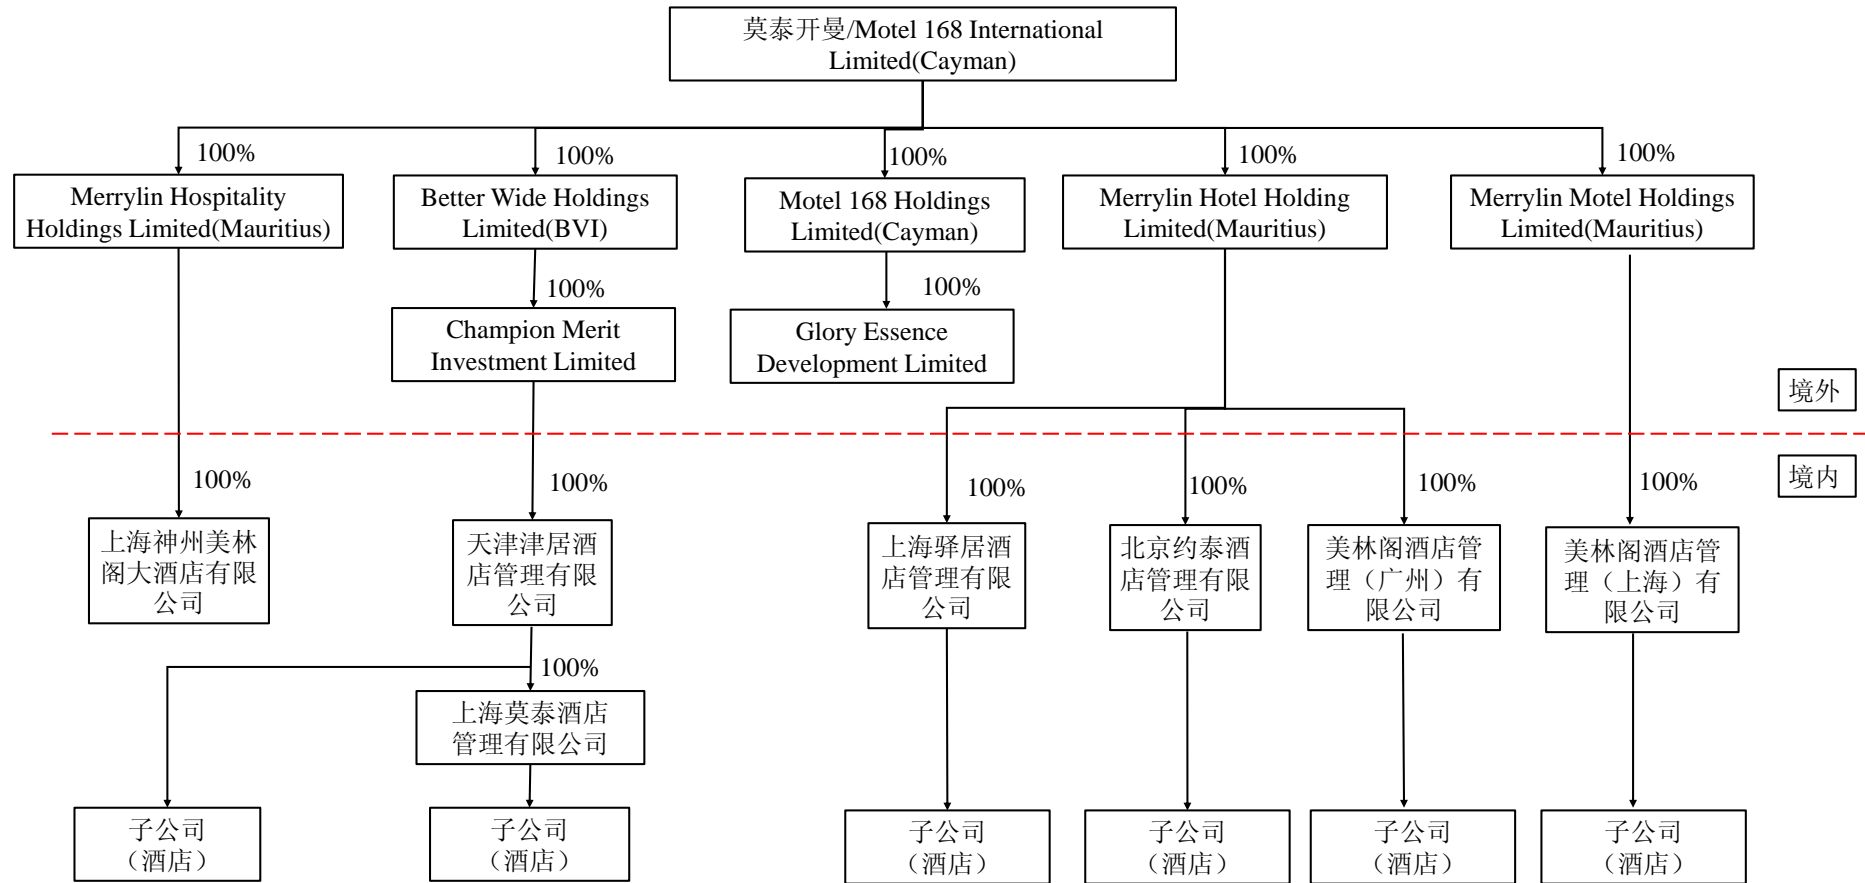 莫泰开曼/Motel 168 International
Limited(Cayman)
100%
100%
100%
100%
100%
Merrylin Hospitality
Holdings Limited(Mauritius)
Better Wide Holdings
Limited(BVI)
Motel 168 Holdings
Limited(Cayman)
Merrylin Hotel Holding
Limited(Mauritius)
Merrylin Motel Holdings
Limited(Mauritius)
100%
100%
Champion Merit
Investment Limited
Glory Essence
Development Limited
境外
境内
100%
100%
100%
100%
100%
100%
上海神州美林
阁大酒店有限
公司
天津津居酒
店管理有限
公司
上海驿居酒
店管理有限
公司
北京约泰酒
店管理有限
公司
美林阁酒店管
理（广州）有
限公司
美林阁酒店管
理（上海）有
限公司
100%
上海莫泰酒店
管理有限公司
子公司
（酒店）
子公司
（酒店）
子公司
（酒店）
子公司
（酒店）
子公司
（酒店）
子公司
（酒店）